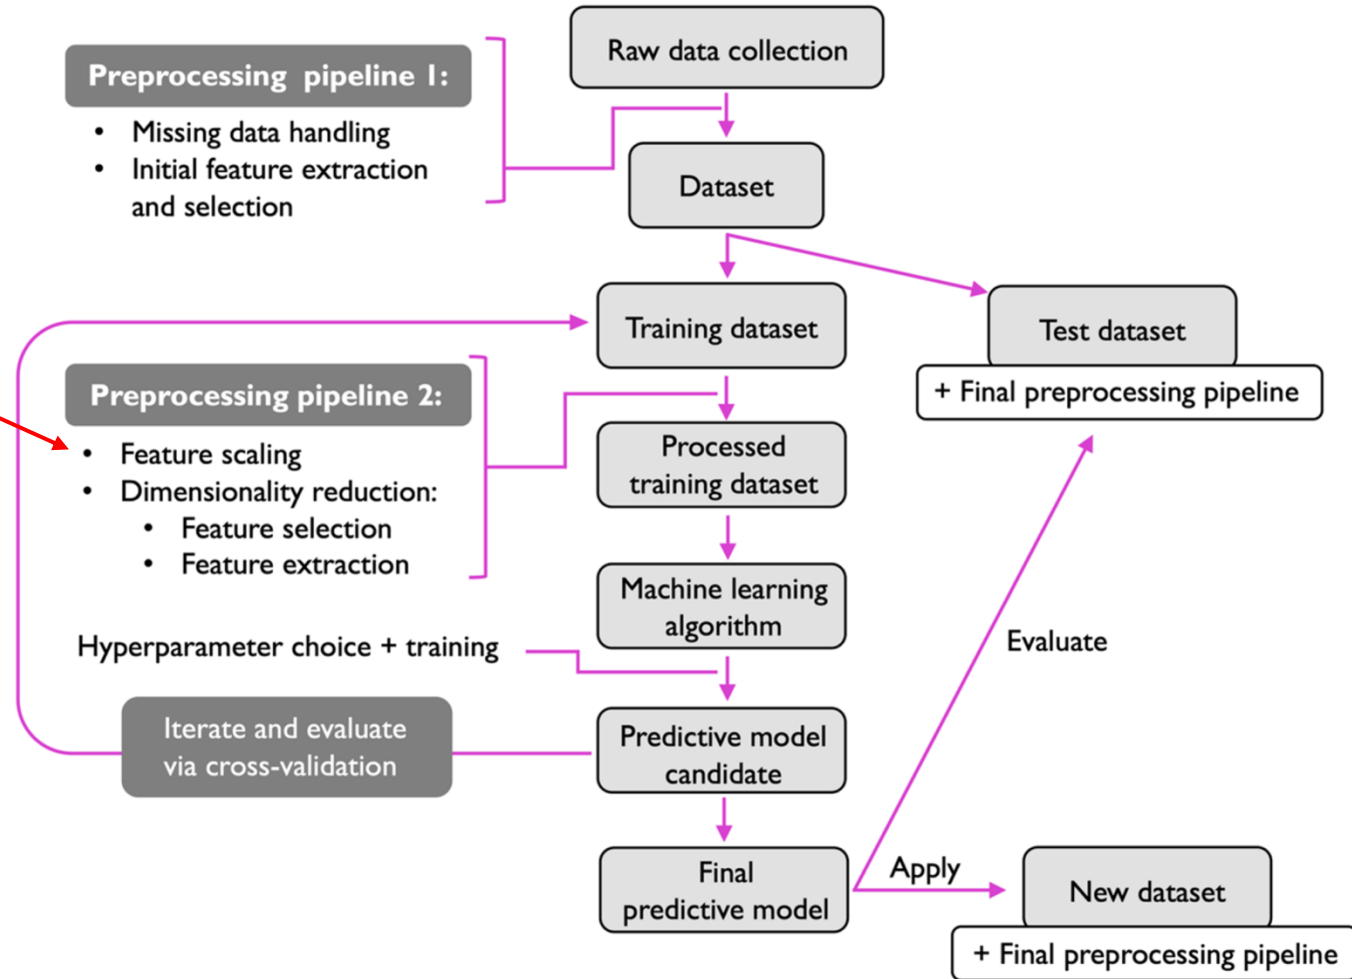 Raw data collection
Preprocessing pipeline 1:
• Missing data handling
• Initial feature extraction
and selection
Dataset
Training dataset
Test dataset
+ Final preprocessing pipeline
Preprocessing pipeline 2:
• Feature scaling
• Dimensionality reduction:
• Feature selection
• Feature extraction
Processed
training dataset
Machine learning
algorithm
Hyperparameter choice + training
Evaluate
Iterate and evaluate
via cross-validation
Predictive model
candidate
Final
predictive model
Apply
New dataset
+ Final preprocessing pipeline